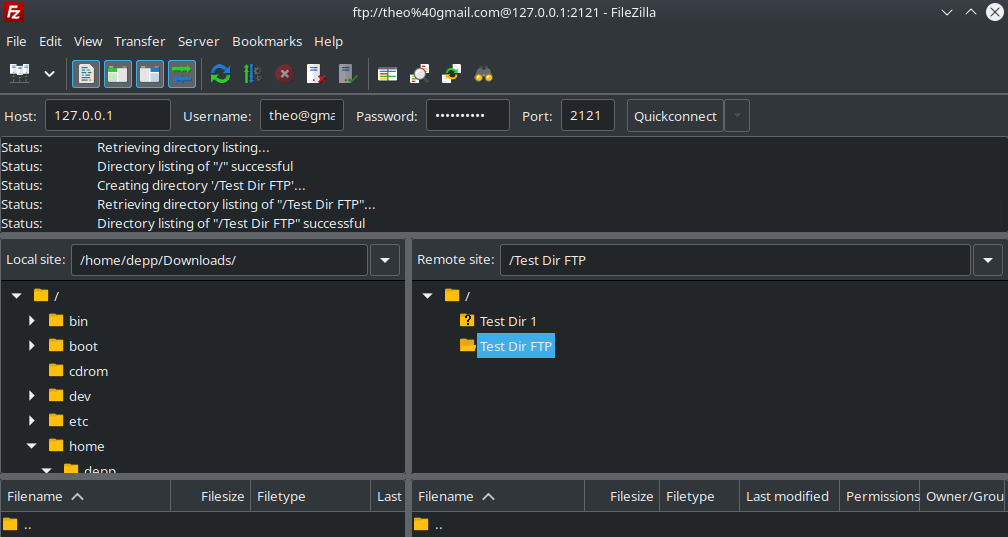 Fz
ftp://theo%40gmail.com@127.0.0.1:2121 - FileZilla
File Edit View Transfer Server Bookmarks Help
Host: 127.0.0.1 Username: theo@gma Password: •••••••••• Port: 2121 Quickconnect
Status: Retrieving directory listing...
Status: Directory listing of "/" successful
Status: Creating directory '/Test Dir FTP'...
Status: Retrieving directory listing of "/Test Dir FTP"...
Status: Directory listing of "/Test Dir FTP" successful
Local site: /home/depp/Downloads/
/
bin
boot
cdrom
dev
etc
home
depp
Filename Filesize Filetype Last
..
Remote site: /Test Dir FTP
/
? Test Dir 1
Test Dir FTP
Filename Filesize Filetype Last modified Permissions Owner/Grou
..